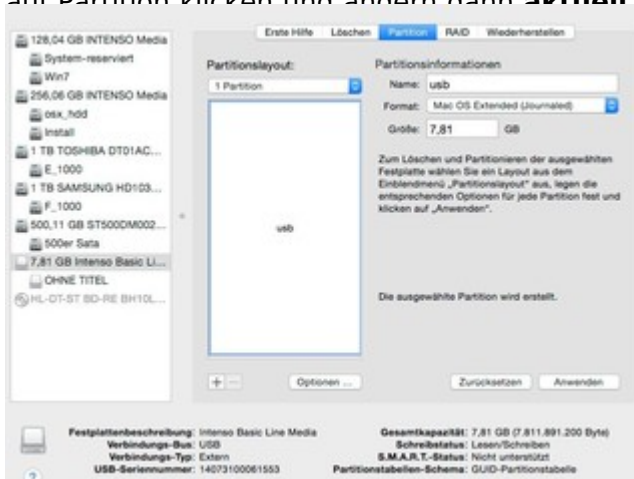 auf Partition klicken und ändern dann aktuell
Erste Hilfe Löschen Partition RAID Wiederherstellen
128,04 GB INTENSO Media
System-reserviert
Win7
256,06 GB INTENSO Media
osx_hdd
Install
1 TB TOSHIBA DT01AC...
E_1000
1 TB SAMSUNG HD103...
F_1000
500,11 GB ST500DM002...
500er Sata
7,81 GB Intenso Basic Li...
OHNE TITEL
HL-DT-ST BD-RE BH10L...
Partitionslayout:
1 Partition
usb
+ -
Optionen ...
Partitionsinformationen
Name: usb
Format: Mac OS Extended (Journaled)
Größe: 7,81 GB
Zum Löschen und Partitionieren der ausgewählten
Festplatte wählen Sie ein Layout aus dem
Einblendmenü „Partitionslayout“ aus, legen die
entsprechenden Optionen für jede Partition fest und
klicken auf „Anwenden“.
Die ausgewählte Partition wird erstellt.
Zurücksetzen Anwenden
Festplattenbeschreibung: Intenso Basic Line Media
Verbindungs-Bus: USB
Verbindungs-Typ: Extern
USB-Seriennummer: 14073100061553
Gesamtkapazität: 7,81 GB (7.811.891.200 Byte)
Schreibstatus: Lesen/Schreiben
S.M.A.R.T.-Status: Nicht unterstützt
Partitionstabellen-Schema: GUID-Partitionstabelle
?